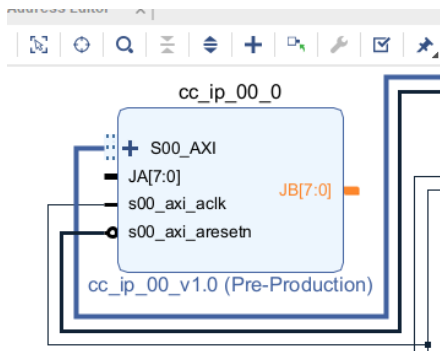 Address Editor
cc_ip_00_0
S00_AXI
JA[7:0]
JB[7:0]
s00_axi_aclk
s00_axi_aresetn
cc_ip_00_v1.0 (Pre-Production)